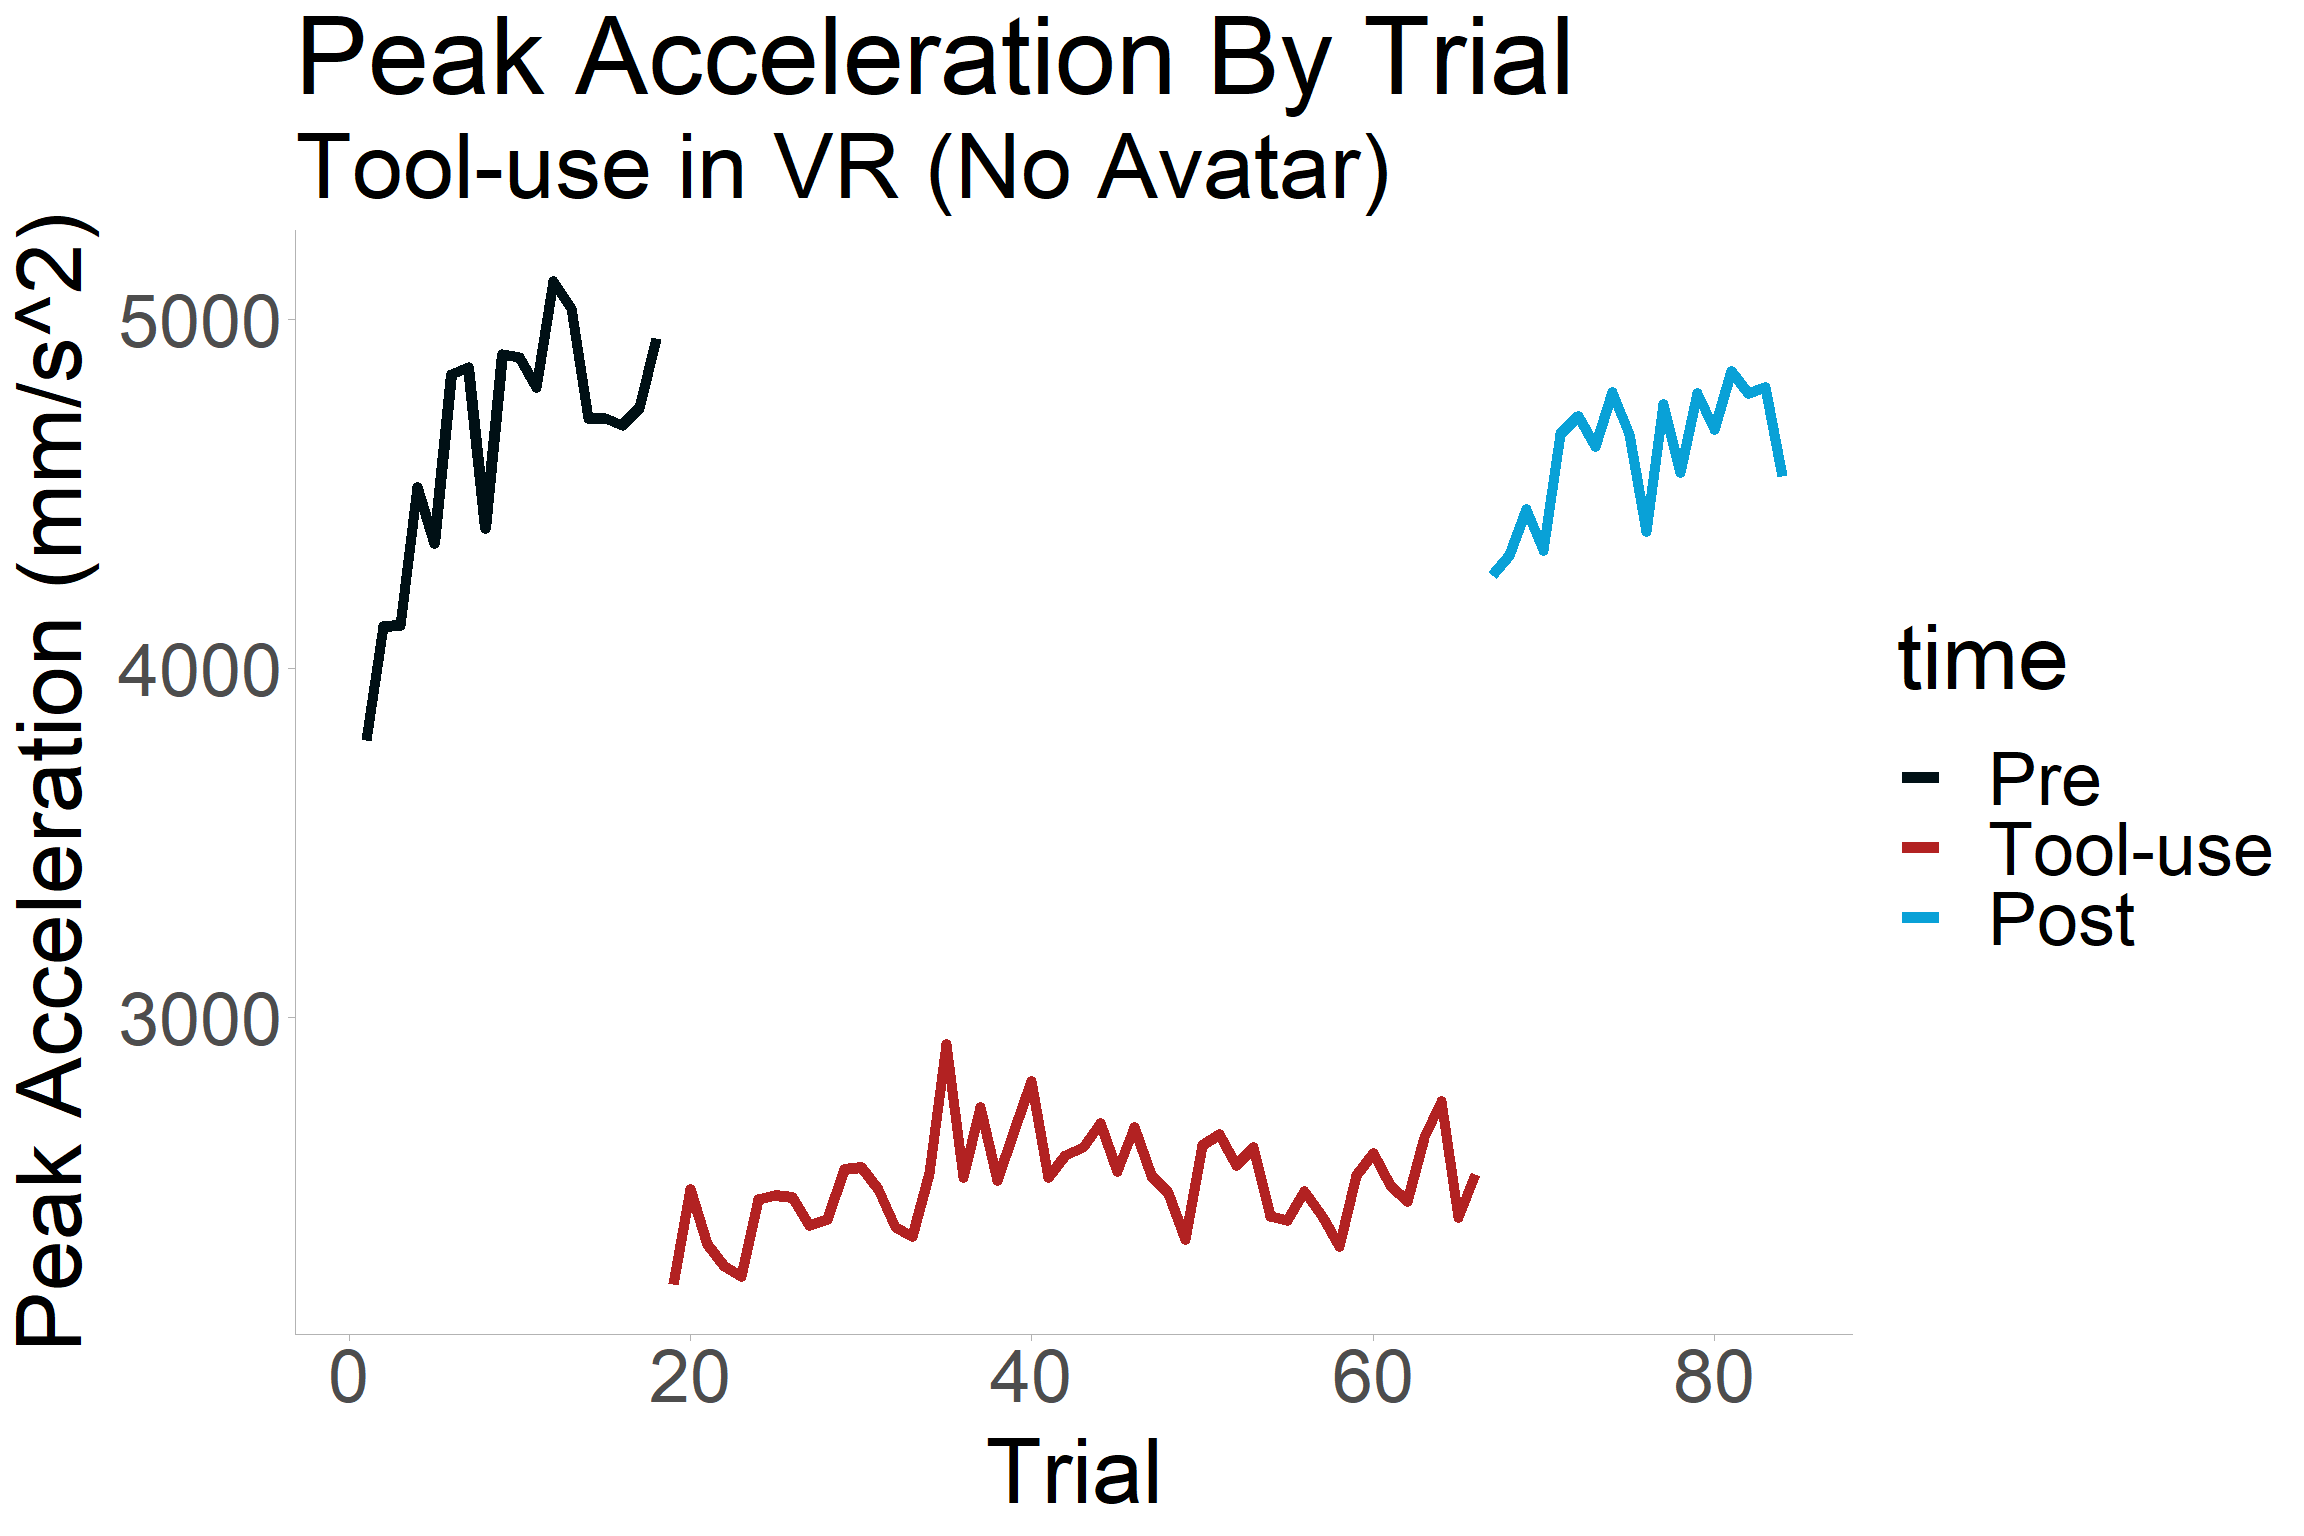 Peak Acceleration By Trial
Tool-use in VR (No Avatar)
Peak Acceleration (mm/s^2)
5000
4000
3000
0 20 40 60 80
Trial
time
Pre
Tool-use
Post